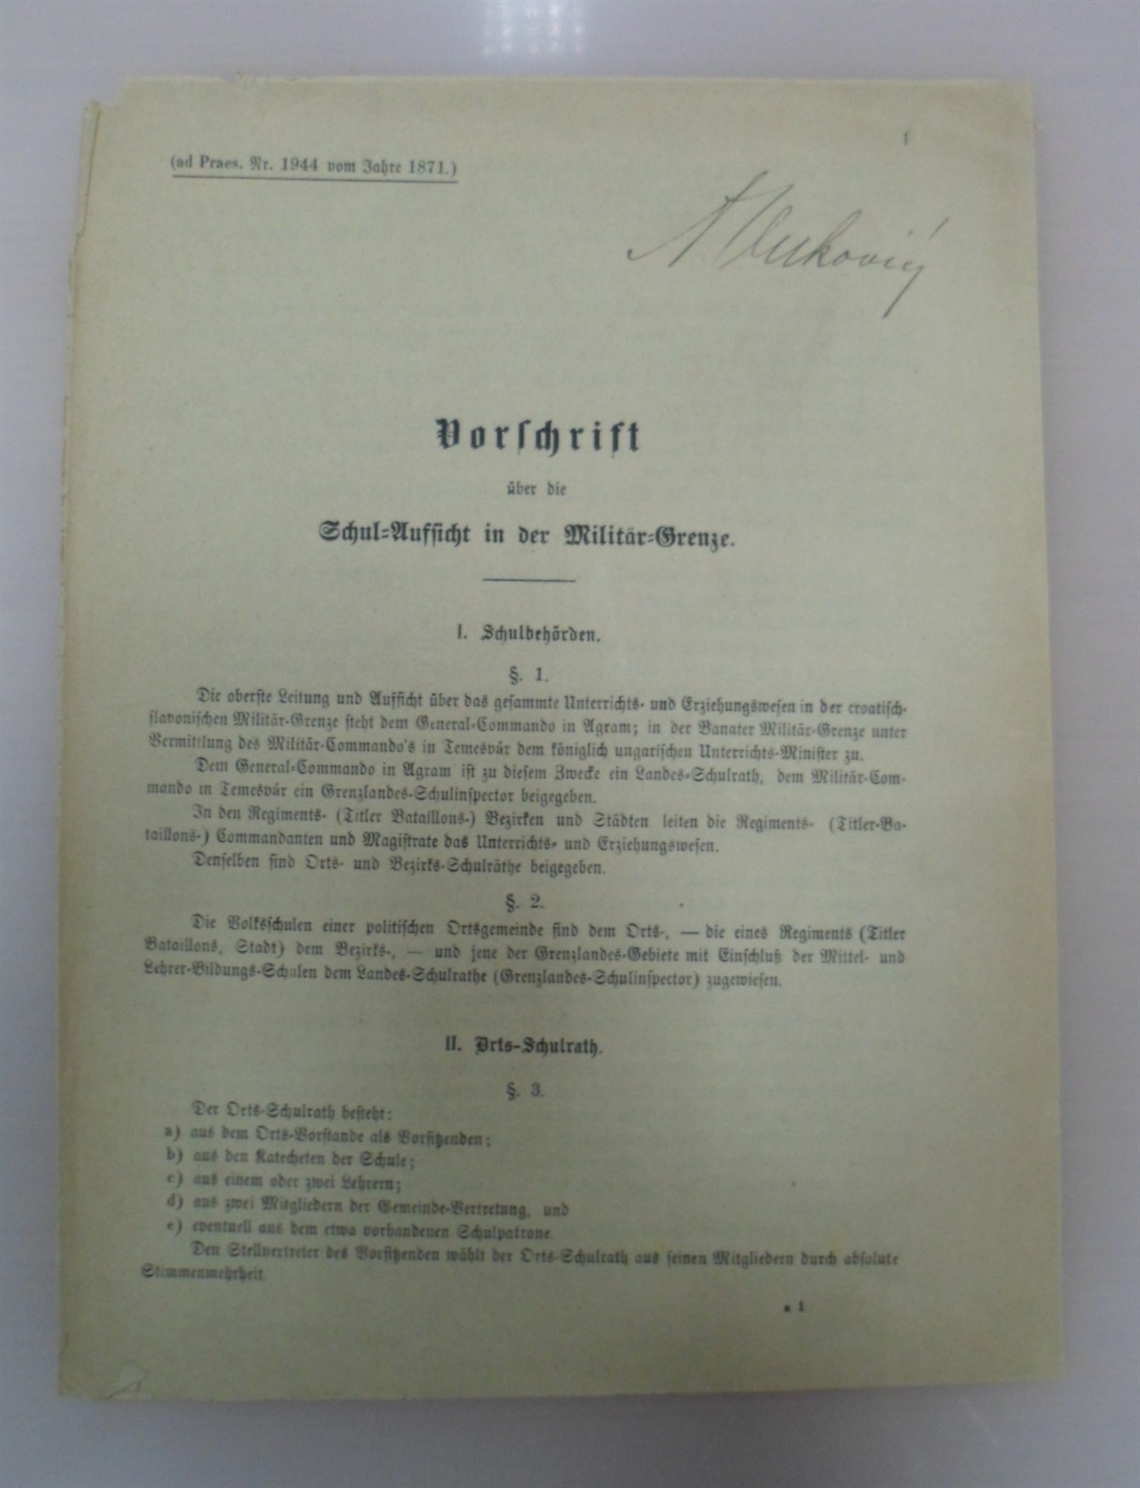 1
(ad Praes. Nr. 1944 vom Jahre 1871.)
Vuković
Vorschrift
über die
Schul-Aufsicht in der Militär-Grenze.
I. Schulbehörden.
§. 1.
Die oberste Leitung und Aufsicht über das gesammte Unterrichts- und Erziehungswesen in der croatisch-
slavonischen Militär-Grenze steht dem General-Commando in Agram; in der Banater Militär-Grenze unter
Vermittlung des Militär-Commando's in Temesvár dem königlich ungarischen Unterrichts-Minister zu.
Dem General-Commando in Agram ist zu diesem Zwecke ein Landes-Schulrath, dem Militär-Com-
mando in Temesvár ein Grenzlandes-Schulinspector beigegeben.
In den Regiments- (Titler Bataillons-) Bezirken und Städten leiten die Regiments- (Titler-Ba-
taillons-) Commandanten und Magistrate das Unterrichts- und Erziehungswesen.
Denselben sind Orts- und Bezirks-Schulräthe beigegeben.
§. 2.
Die Volksschulen einer politischen Ortsgemeinde sind dem Orts-, — die eines Regiments (Titler
Bataillons, Stadt) dem Bezirks-, — und jene der Grenzlandes-Gebiete mit Einschluß der Mittel- und
Lehrer-Bildungs-Schulen dem Landes-Schulrathe (Grenzlandes-Schulinspector) zugewiesen.
II. Orts-Schulrath.
§. 3.
Der Orts-Schulrath besteht:
a) aus dem Orts-Vorstande als Vorsitzenden;
b) aus den Katecheten der Schule;
c) aus einem oder zwei Lehrern;
d) aus zwei Mitgliedern der Gemeinde-Vertretung, und
e) eventuell aus dem etwa vorhandenen Schulpatrone.
Den Stellvertreter des Vorsitzenden wählt der Orts-Schulrath aus seinen Mitgliedern durch absolute
Stimmenmehrheit.
a 1